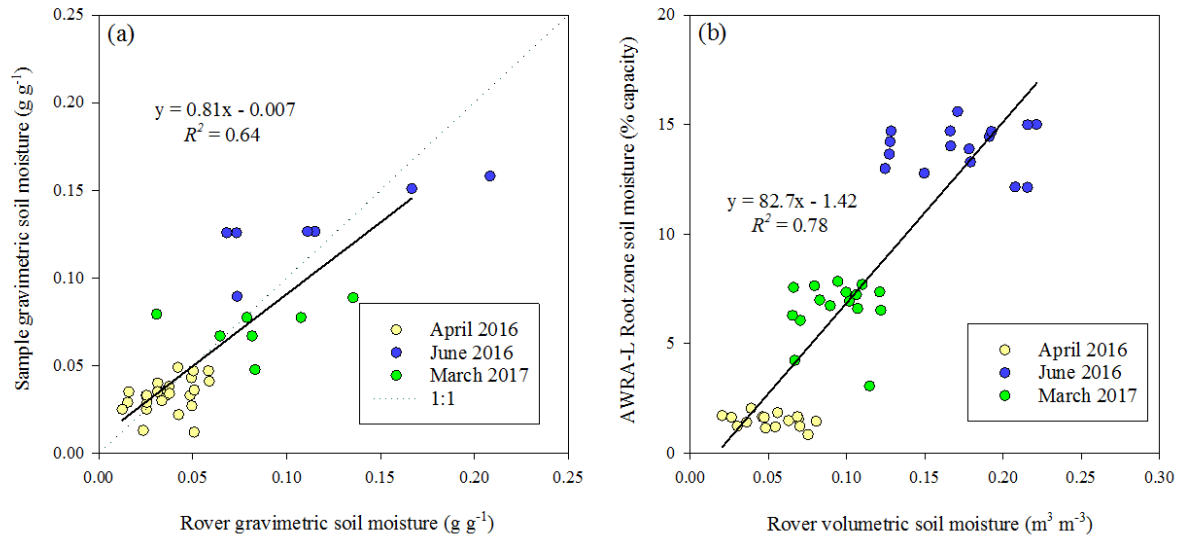 (a)
y = 0.81x - 0.007
R² = 0.64
April 2016
June 2016
March 2017
1:1
0.25
0.20
0.15
0.10
0.05
0.00
Sample gravimetric soil moisture (g g⁻¹)
0.00 0.05 0.10 0.15 0.20 0.25
Rover gravimetric soil moisture (g g⁻¹)
(b)
y = 82.7x - 1.42
R² = 0.78
April 2016
June 2016
March 2017
20
15
10
5
0
AWRA-L Root zone soil moisture (% capacity)
0.00 0.05 0.10 0.15 0.20 0.25 0.30
Rover volumetric soil moisture (m³ m⁻³)